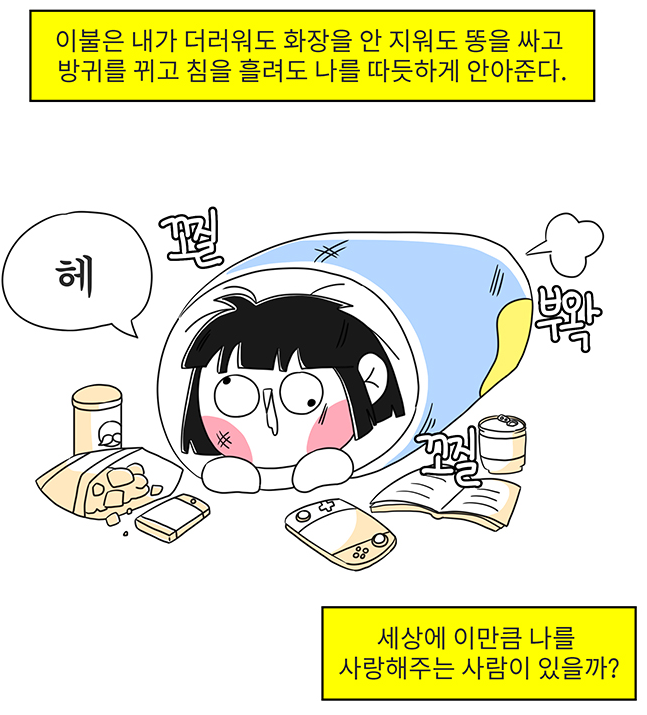 이불은 내가 더러워도 화장을 안 지워도 똥을 싸고
방귀를 뀌고 침을 흘려도 나를 따듯하게 안아준다.
꼬질
헤
부왁
꼬질
세상에 이만큼 나를
사랑해주는 사람이 있을까?